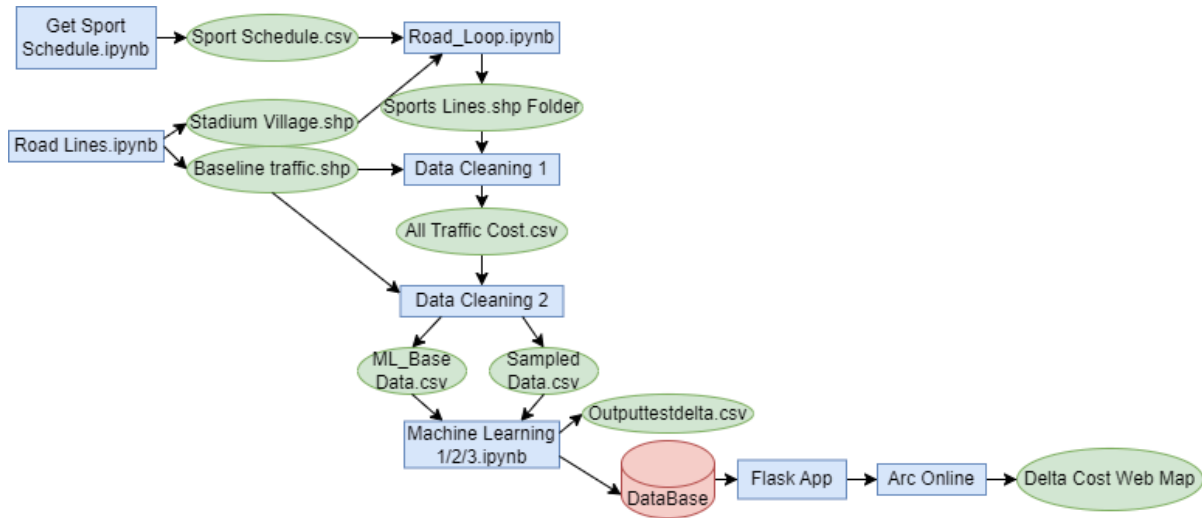 Get Sport
Schedule.ipynb
Sport Schedule.csv
Road_Loop.ipynb
Sports Lines.shp Folder
Stadium Village.shp
Road Lines.ipynb
Baseline traffic.shp
Data Cleaning 1
All Traffic Cost.csv
Data Cleaning 2
ML_Base
Data.csv
Sampled
Data.csv
Machine Learning
1/2/3.ipynb
Outputtestdelta.csv
DataBase
Flask App
Arc Online
Delta Cost Web Map